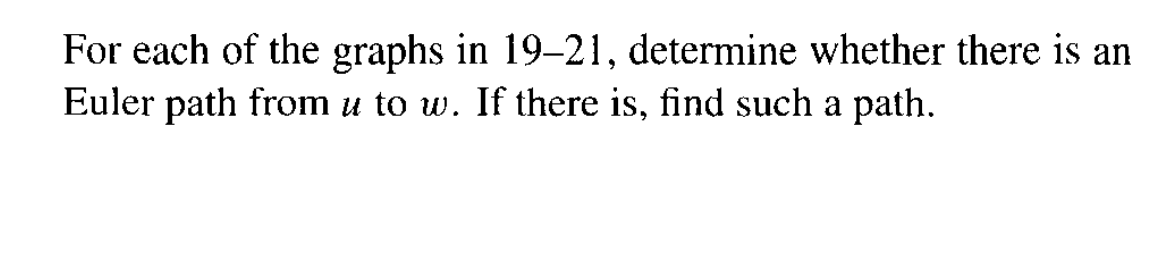 For each of the graphs in 19–21, determine whether there is an
Euler path from u to w. If there is, find such a path.